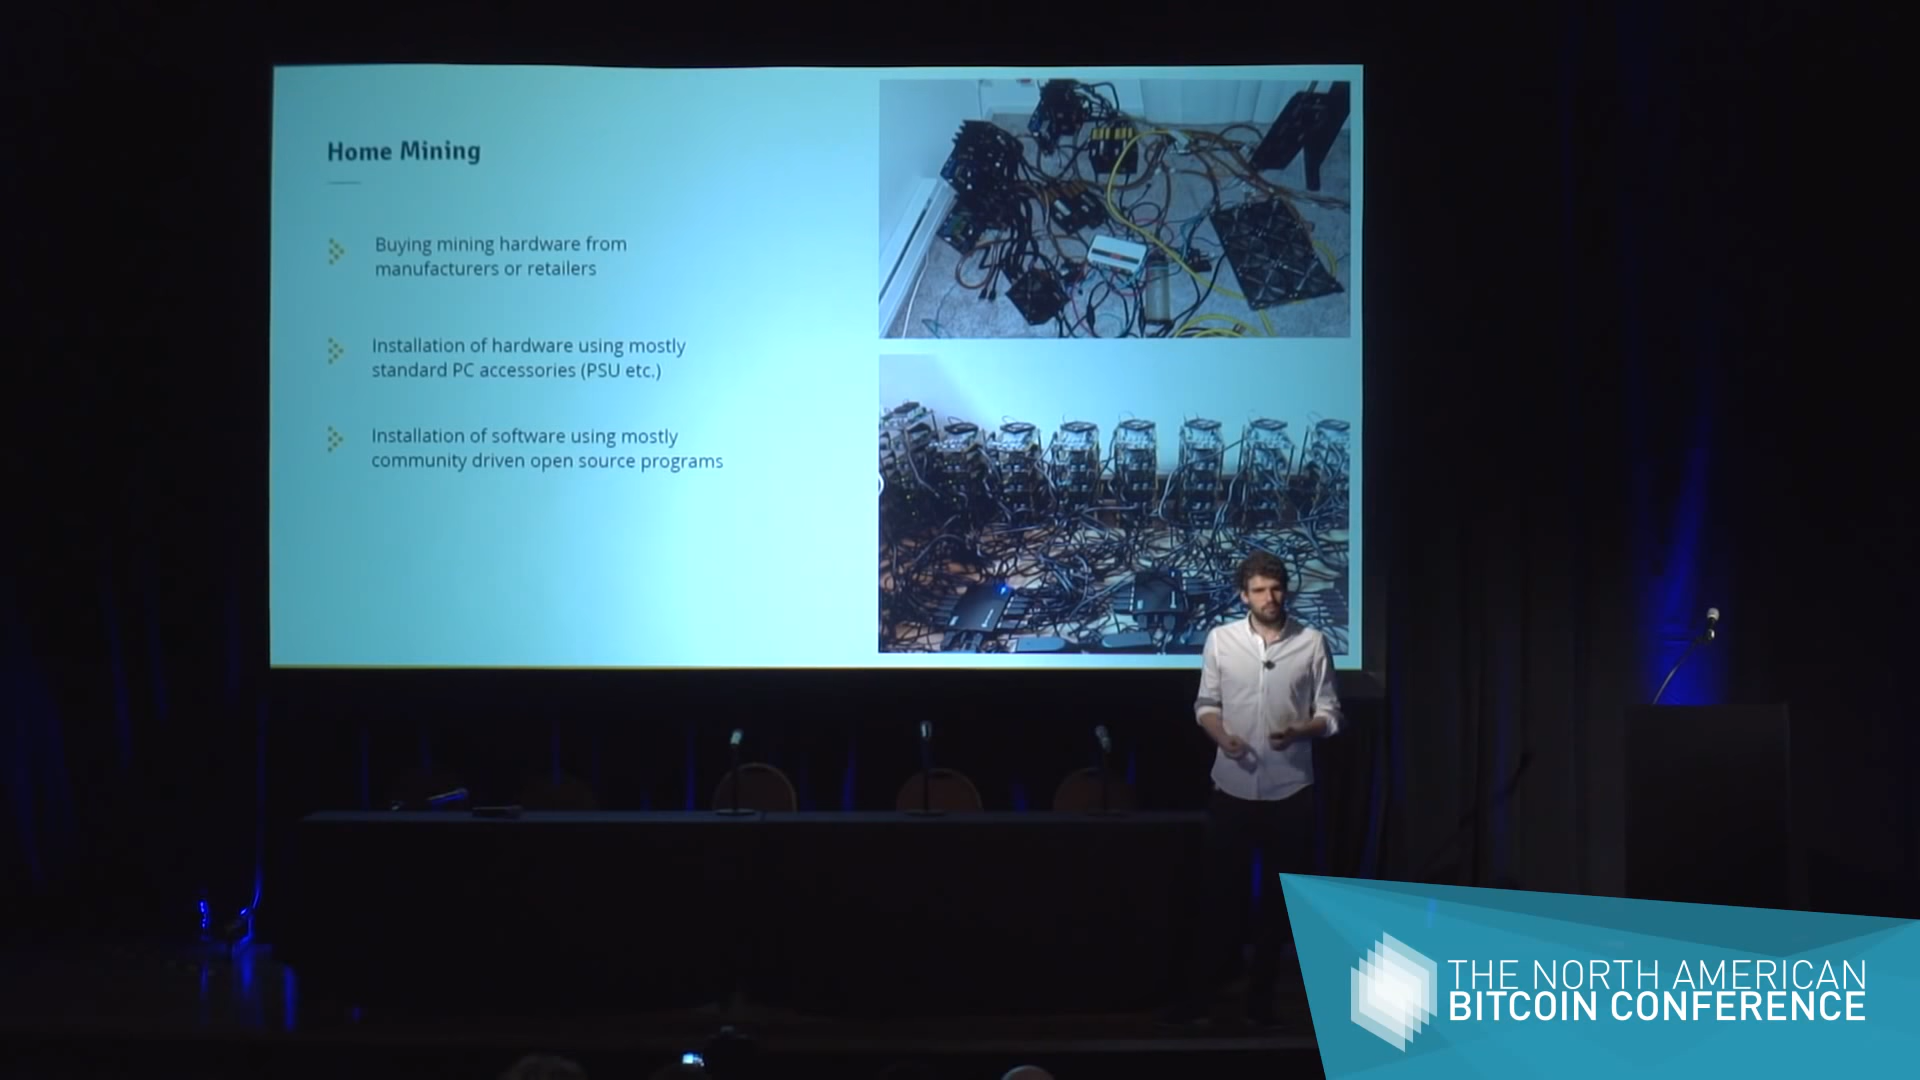 Home Mining
Buying mining hardware from
manufacturers or retailers
Installation of hardware using mostly
standard PC accessories (PSU etc.)
Installation of software using mostly
community driven open source programs
THE NORTH AMERICAN
BITCOIN CONFERENCE